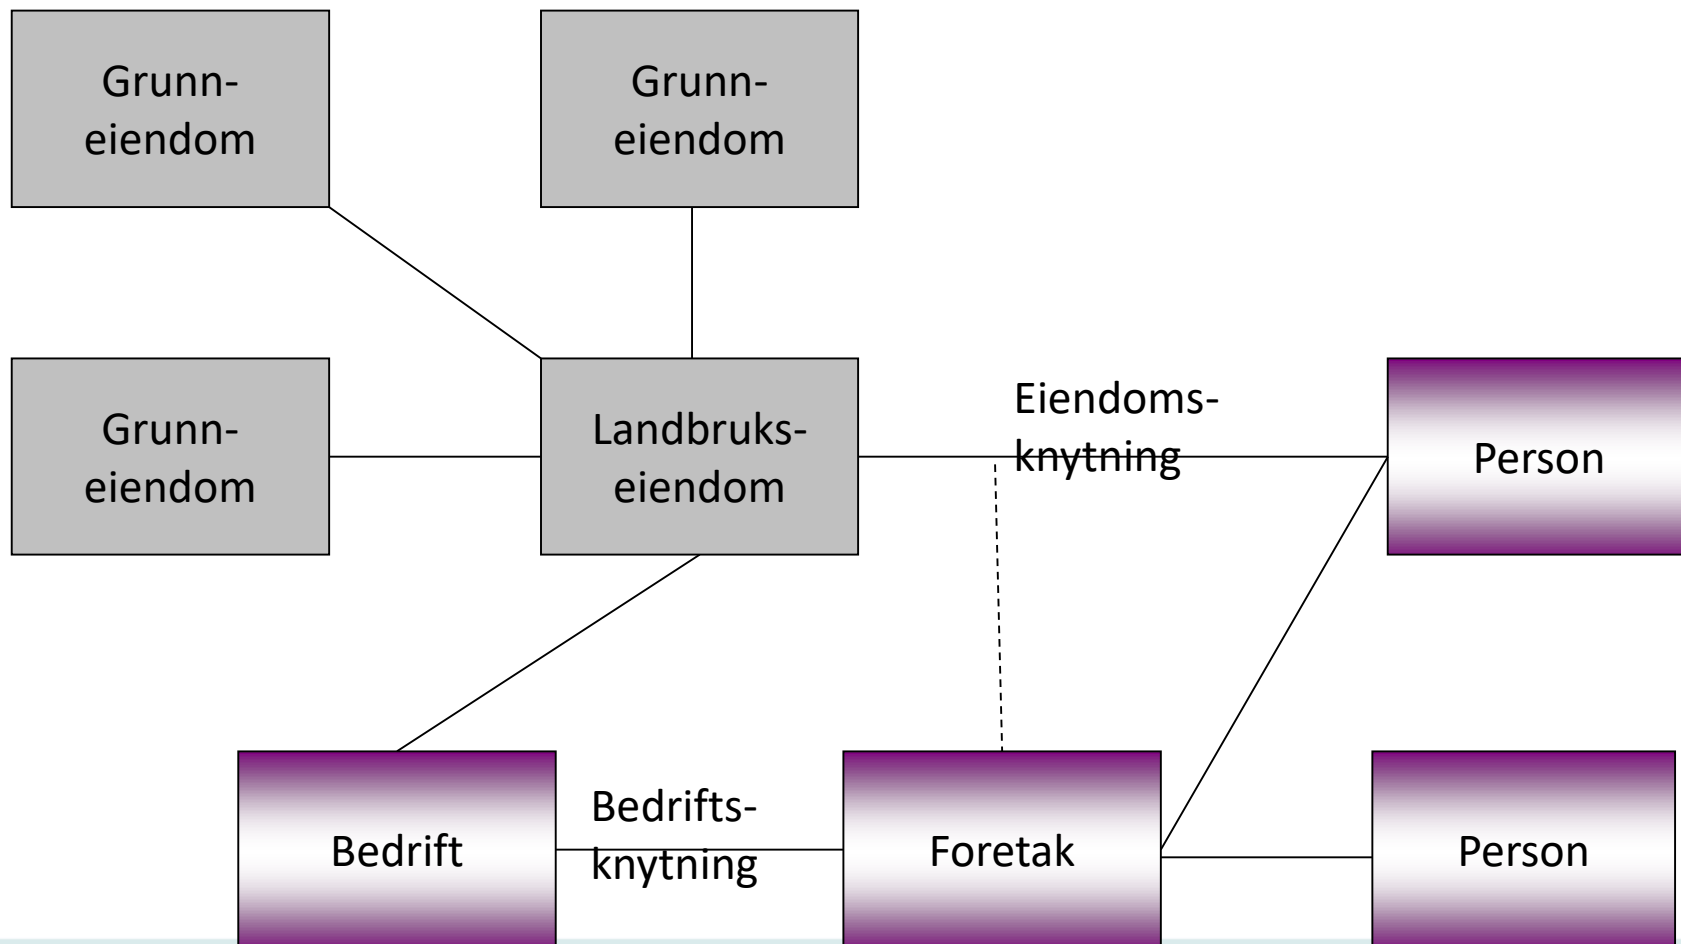 Grunn-
eiendom
Grunn-
eiendom
Grunn-
eiendom
Landbruks-
eiendom
Eiendoms-
knytning
Person
Bedrift
Bedrifts-
knytning
Foretak
Person